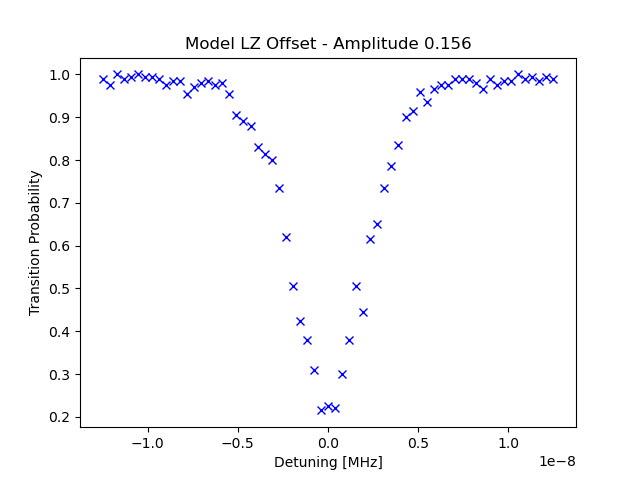 Model LZ Offset - Amplitude 0.156
1.0
0.9
0.8
0.7
0.6
0.5
0.4
0.3
0.2
Transition Probability
−1.0 −0.5 0.0 0.5 1.0
1e−8
Detuning [MHz]